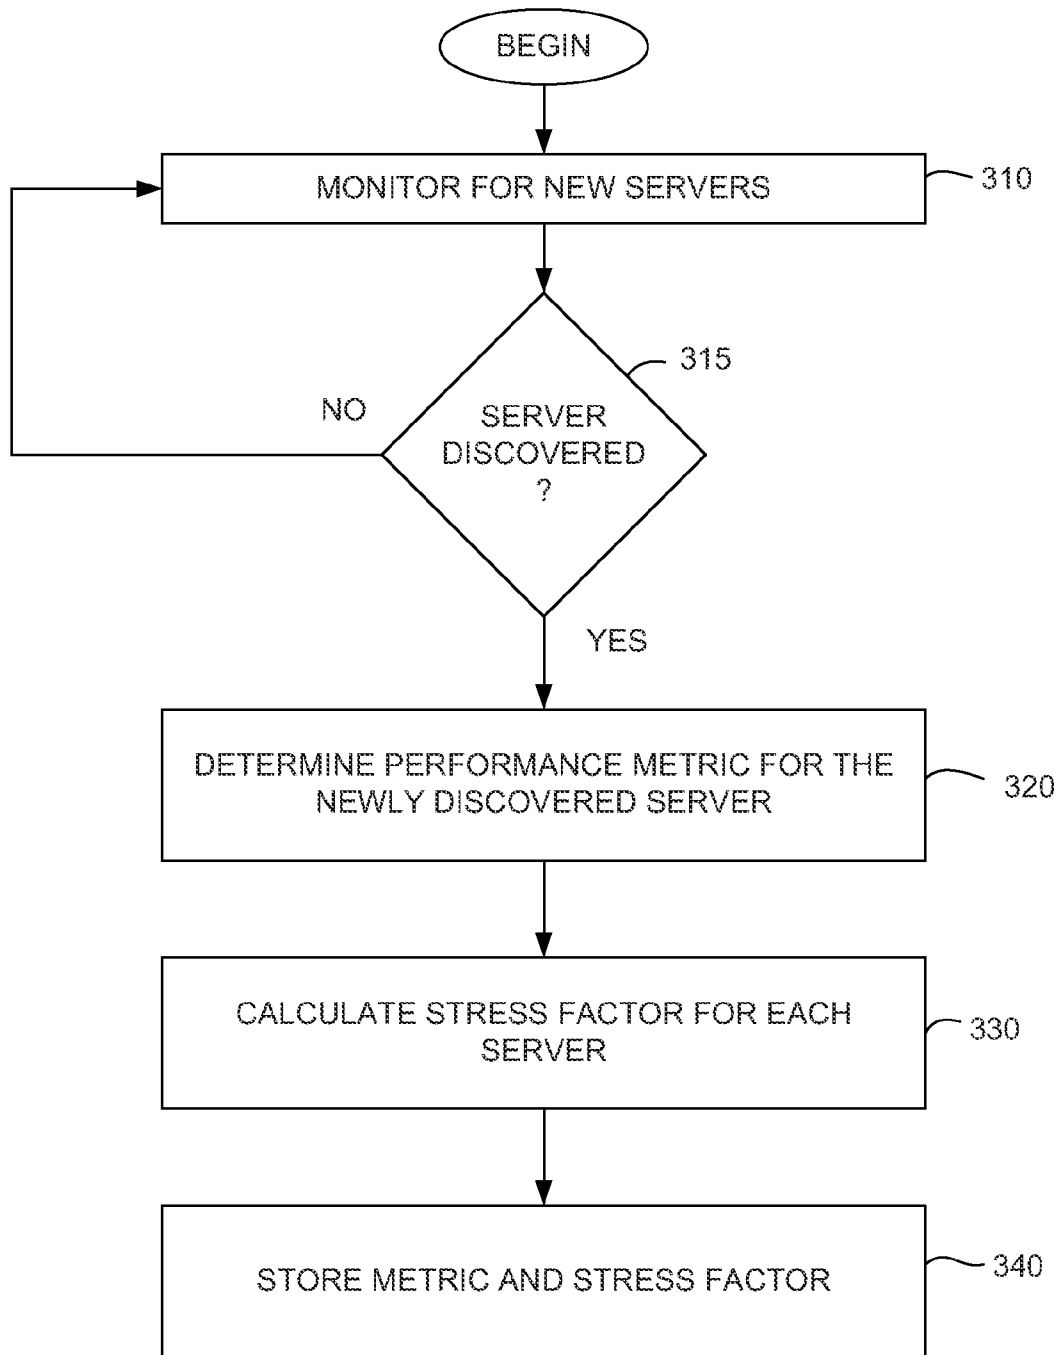 BEGIN
MONITOR FOR NEW SERVERS
310
315
NO
SERVER
DISCOVERED
?
YES
DETERMINE PERFORMANCE METRIC FOR THE
NEWLY DISCOVERED SERVER
320
CALCULATE STRESS FACTOR FOR EACH
SERVER
330
STORE METRIC AND STRESS FACTOR
340